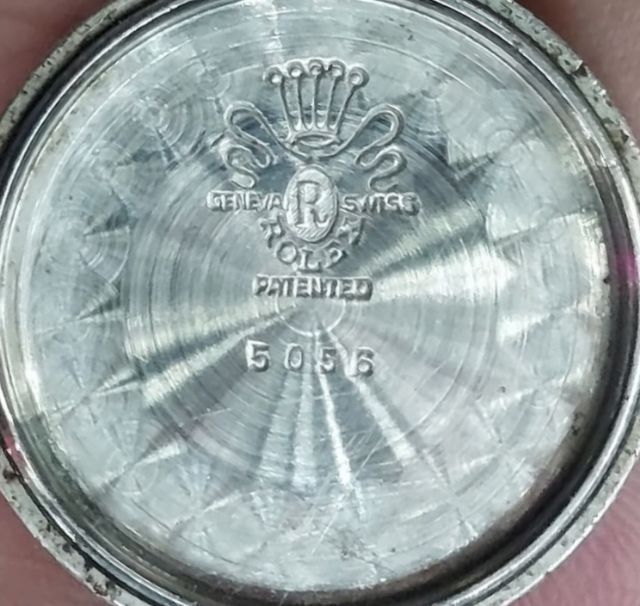 GENEVA R SWISS
ROLEX
PATENTED
5056